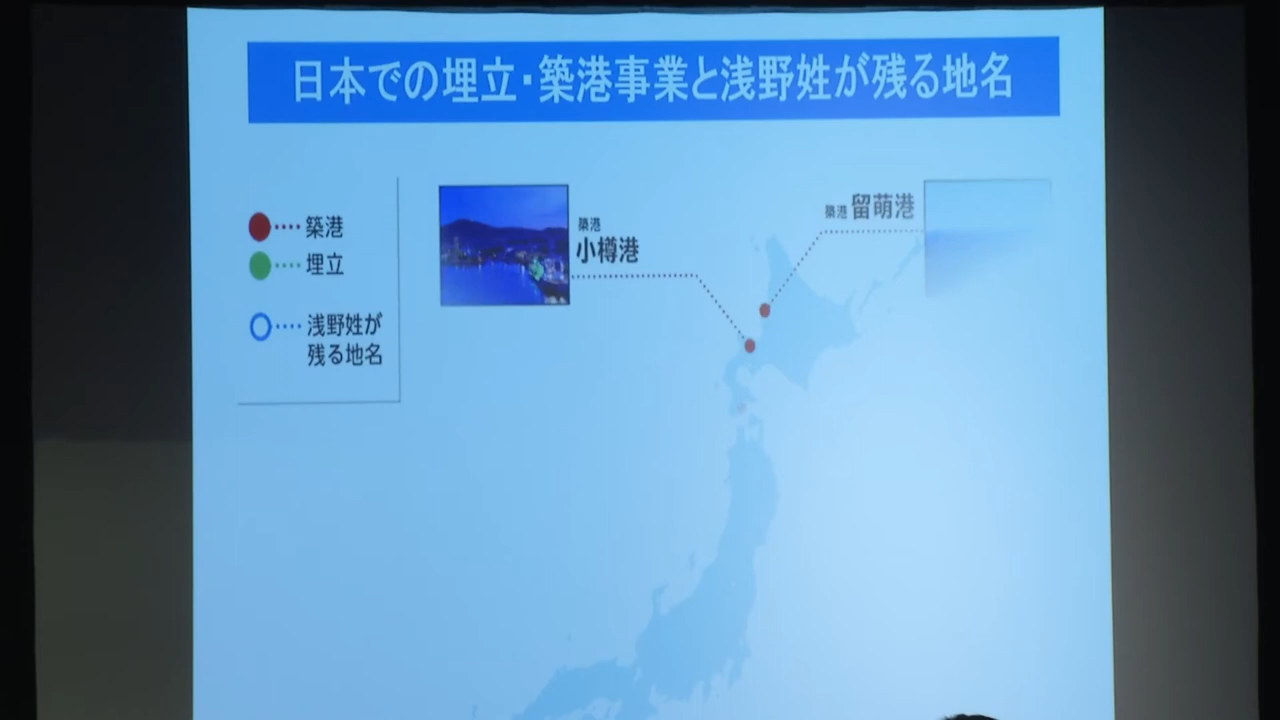 日本での埋立・築港事業と浅野姓が残る地名
築港
埋立
浅野姓が
残る地名
築港
小樽港
築港 留萌港